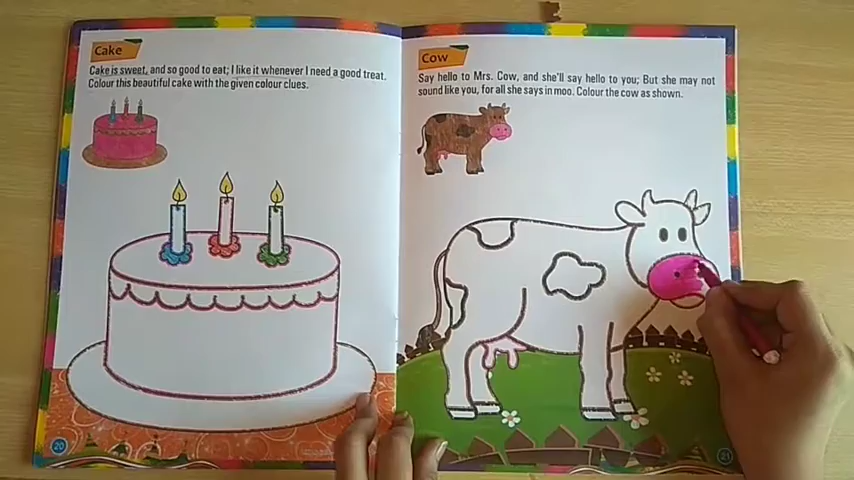 Cake
Cake is sweet, and so good to eat; I like it whenever I need a good treat.
Colour this beautiful cake with the given colour clues.
20
Cow
Say hello to Mrs. Cow, and she'll say hello to you; But she may not
sound like you, for all she says in moo. Colour the cow as shown.
21